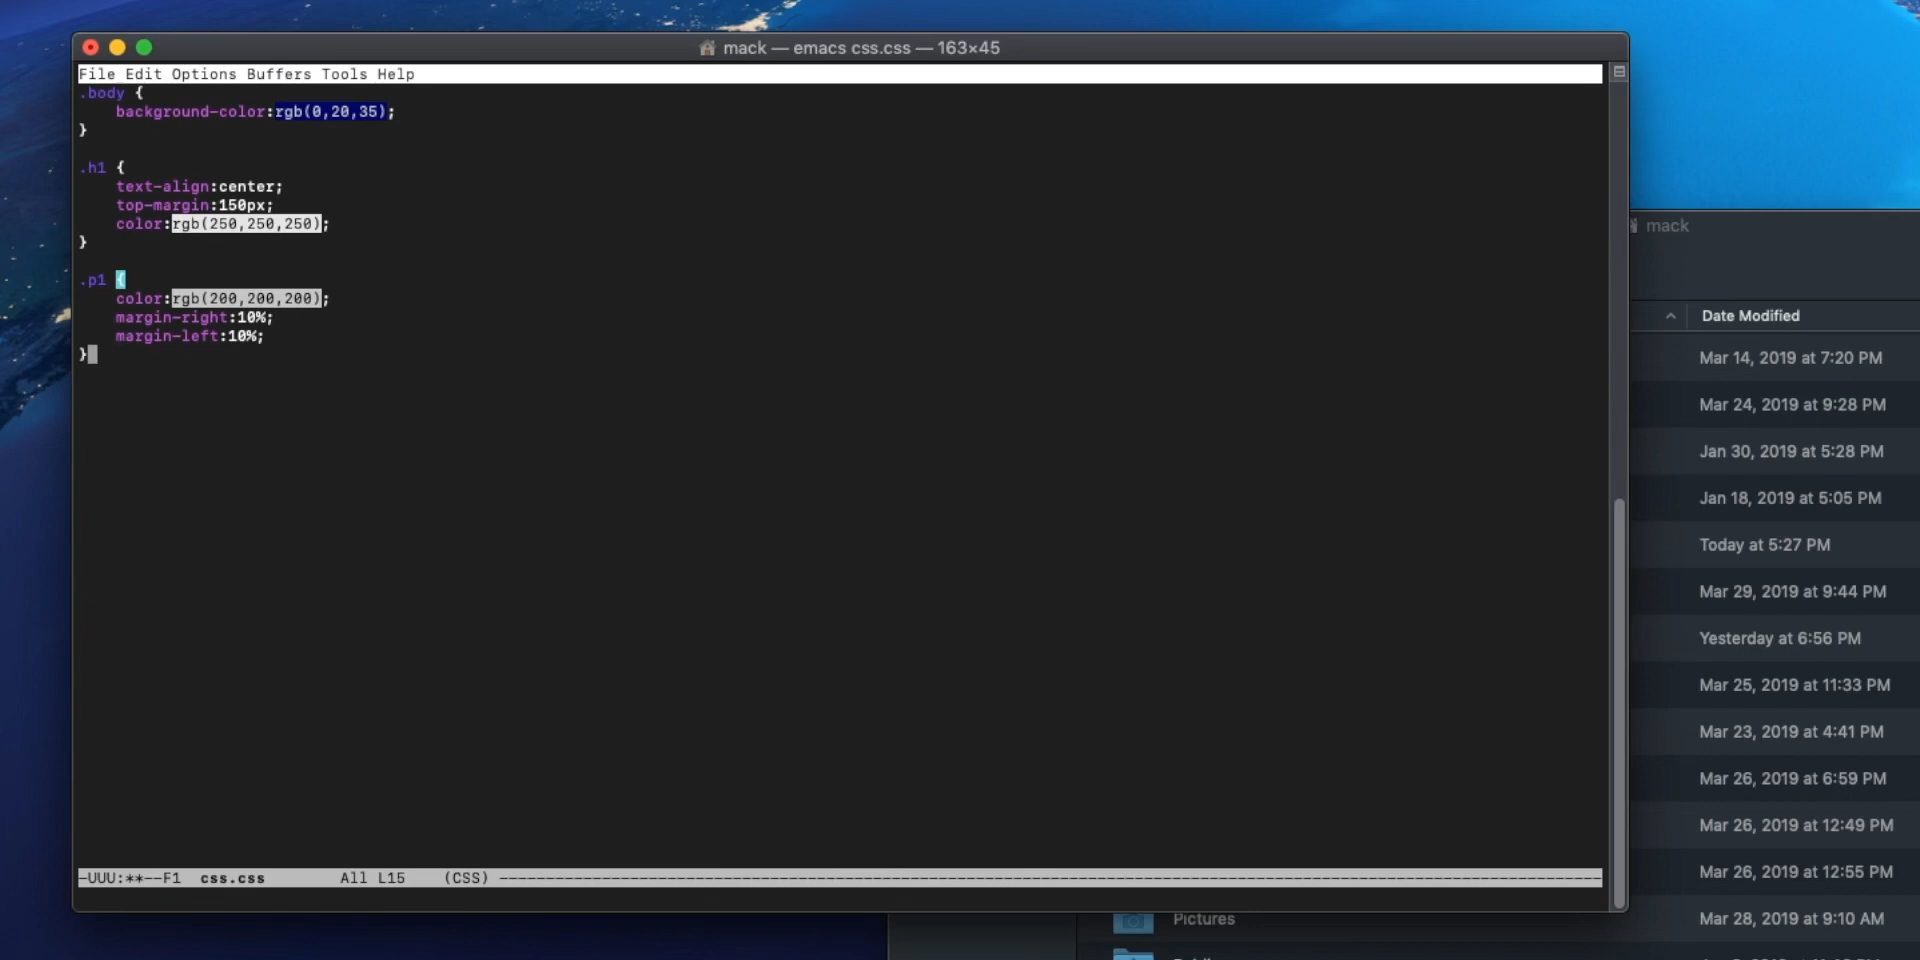 mack — emacs css.css — 163×45
File Edit Options Buffers Tools Help
.body {
    background-color:rgb(0,20,35);
}
.h1 {
    text-align:center;
    top-margin:150px;
    color:rgb(250,250,250);
}
.p1 {
    color:rgb(200,200,200);
    margin-right:10%;
    margin-left:10%;
}
-UUU:**--F1  css.css        All L15    (CSS)
mack
Date Modified
Mar 14, 2019 at 7:20 PM
Mar 24, 2019 at 9:28 PM
Jan 30, 2019 at 5:28 PM
Jan 18, 2019 at 5:05 PM
Today at 5:27 PM
Mar 29, 2019 at 9:44 PM
Yesterday at 6:56 PM
Mar 25, 2019 at 11:33 PM
Mar 23, 2019 at 4:41 PM
Mar 26, 2019 at 6:59 PM
Mar 26, 2019 at 12:49 PM
Mar 26, 2019 at 12:55 PM
Pictures Mar 28, 2019 at 9:10 AM